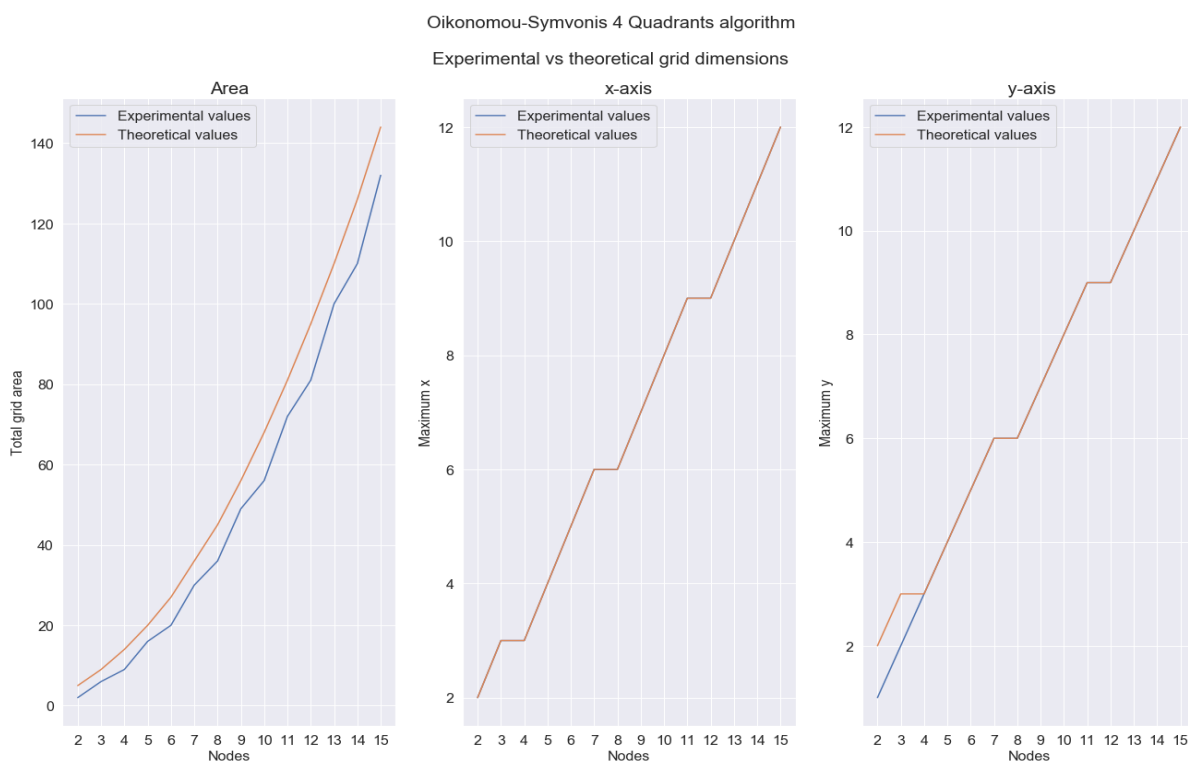 Oikonomou-Symvonis 4 Quadrants algorithm
Experimental vs theoretical grid dimensions
Area
Experimental values
Theoretical values
140
120
100
80
60
40
20
0
Total grid area
2 3 4 5 6 7 8 9 10 11 12 13 14 15
Nodes
x-axis
Experimental values
Theoretical values
12
10
8
6
4
2
Maximum x
2 3 4 5 6 7 8 9 10 11 12 13 14 15
Nodes
y-axis
Experimental values
Theoretical values
12
10
8
6
4
2
Maximum y
2 3 4 5 6 7 8 9 10 11 12 13 14 15
Nodes